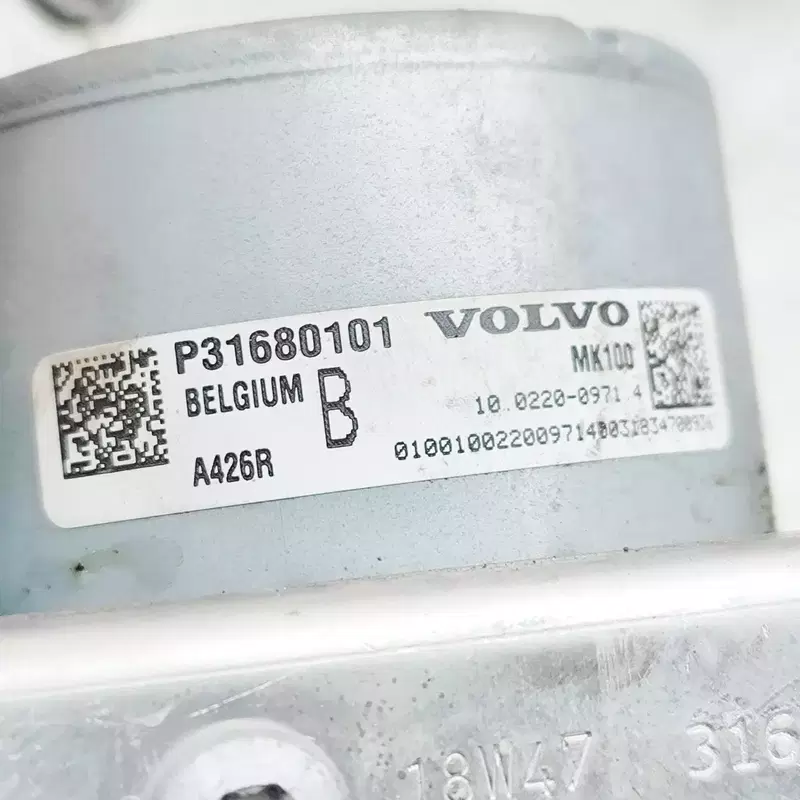 P31680101 VOLVO
BELGIUM B MK100
10.0220-0971.4
A426R
18W47 316